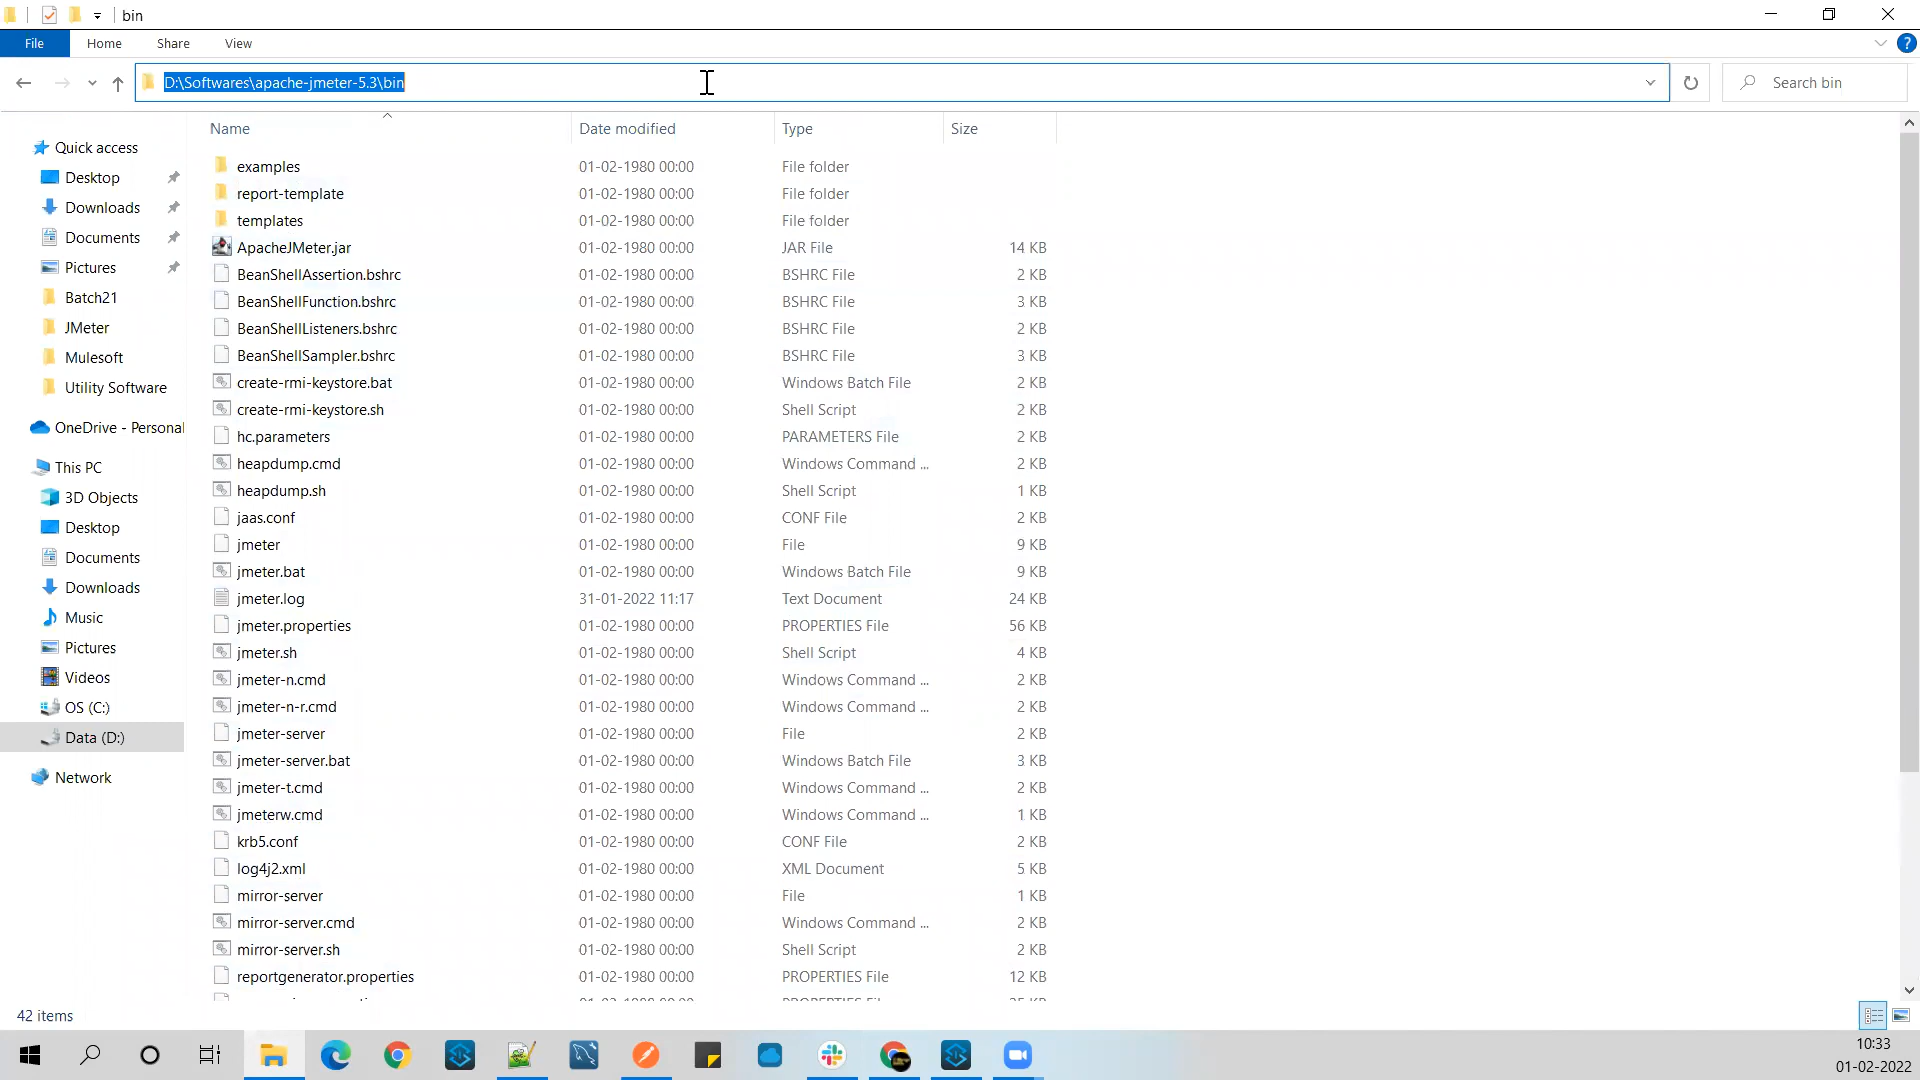 bin
File Home Share View
D:\Softwares\apache-jmeter-5.3\bin
Search bin
Name Date modified Type Size
Quick access
Desktop
Downloads
Documents
Pictures
Batch21
JMeter
Mulesoft
Utility Software
OneDrive - Personal
This PC
3D Objects
Desktop
Documents
Downloads
Music
Pictures
Videos
OS (C:)
Data (D:)
Network
examples 01-02-1980 00:00 File folder
report-template 01-02-1980 00:00 File folder
templates 01-02-1980 00:00 File folder
ApacheJMeter.jar 01-02-1980 00:00 JAR File 14 KB
BeanShellAssertion.bshrc 01-02-1980 00:00 BSHRC File 2 KB
BeanShellFunction.bshrc 01-02-1980 00:00 BSHRC File 3 KB
BeanShellListeners.bshrc 01-02-1980 00:00 BSHRC File 2 KB
BeanShellSampler.bshrc 01-02-1980 00:00 BSHRC File 3 KB
create-rmi-keystore.bat 01-02-1980 00:00 Windows Batch File 2 KB
create-rmi-keystore.sh 01-02-1980 00:00 Shell Script 2 KB
hc.parameters 01-02-1980 00:00 PARAMETERS File 2 KB
heapdump.cmd 01-02-1980 00:00 Windows Command ... 2 KB
heapdump.sh 01-02-1980 00:00 Shell Script 1 KB
jaas.conf 01-02-1980 00:00 CONF File 2 KB
jmeter 01-02-1980 00:00 File 9 KB
jmeter.bat 01-02-1980 00:00 Windows Batch File 9 KB
jmeter.log 31-01-2022 11:17 Text Document 24 KB
jmeter.properties 01-02-1980 00:00 PROPERTIES File 56 KB
jmeter.sh 01-02-1980 00:00 Shell Script 4 KB
jmeter-n.cmd 01-02-1980 00:00 Windows Command ... 2 KB
jmeter-n-r.cmd 01-02-1980 00:00 Windows Command ... 2 KB
jmeter-server 01-02-1980 00:00 File 2 KB
jmeter-server.bat 01-02-1980 00:00 Windows Batch File 3 KB
jmeter-t.cmd 01-02-1980 00:00 Windows Command ... 2 KB
jmeterw.cmd 01-02-1980 00:00 Windows Command ... 1 KB
krb5.conf 01-02-1980 00:00 CONF File 2 KB
log4j2.xml 01-02-1980 00:00 XML Document 5 KB
mirror-server 01-02-1980 00:00 File 1 KB
mirror-server.cmd 01-02-1980 00:00 Windows Command ... 2 KB
mirror-server.sh 01-02-1980 00:00 Shell Script 2 KB
reportgenerator.properties 01-02-1980 00:00 PROPERTIES File 12 KB
42 items
10:33
01-02-2022